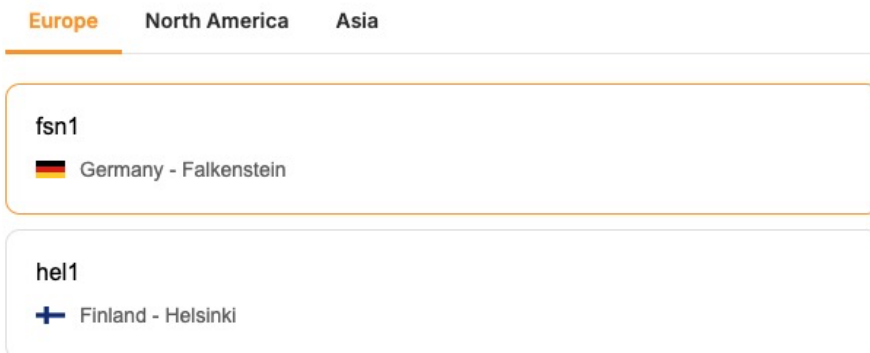 Europe North America Asia
fsn1
Germany - Falkenstein
hel1
Finland - Helsinki